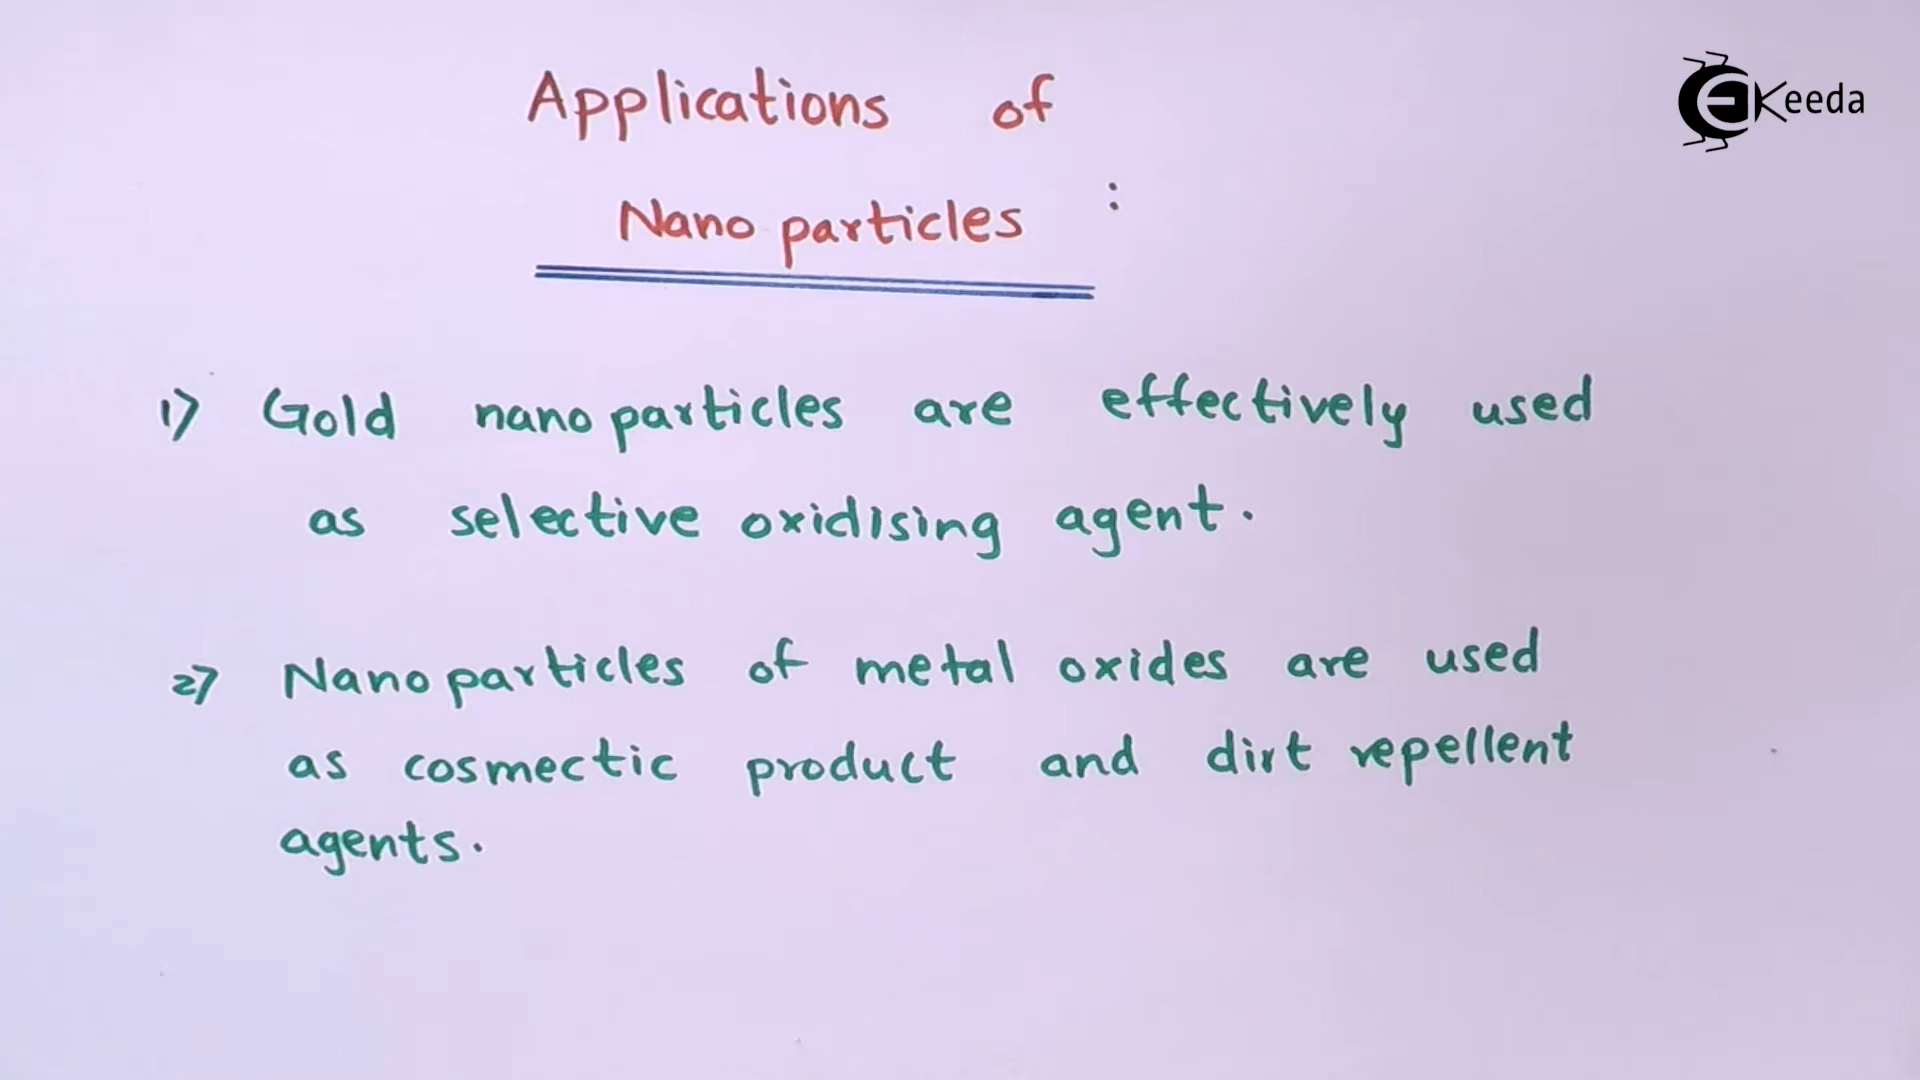 Applications of
Nano particles :
EKeeda
1) Gold nano particles are effectively used
as selective oxidising agent.
2) Nano particles of metal oxides are used
as cosmectic product and dirt repellent
agents.